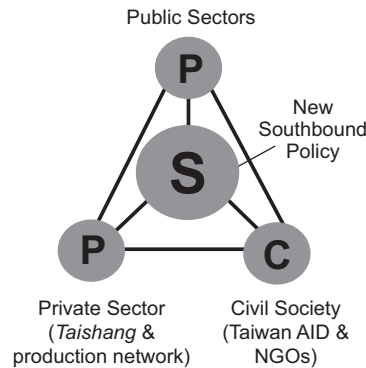 Public Sectors
P
New
Southbound
Policy
S
P
C
Private Sector
(Taishang &
production network)
Civil Society
(Taiwan AID &
NGOs)